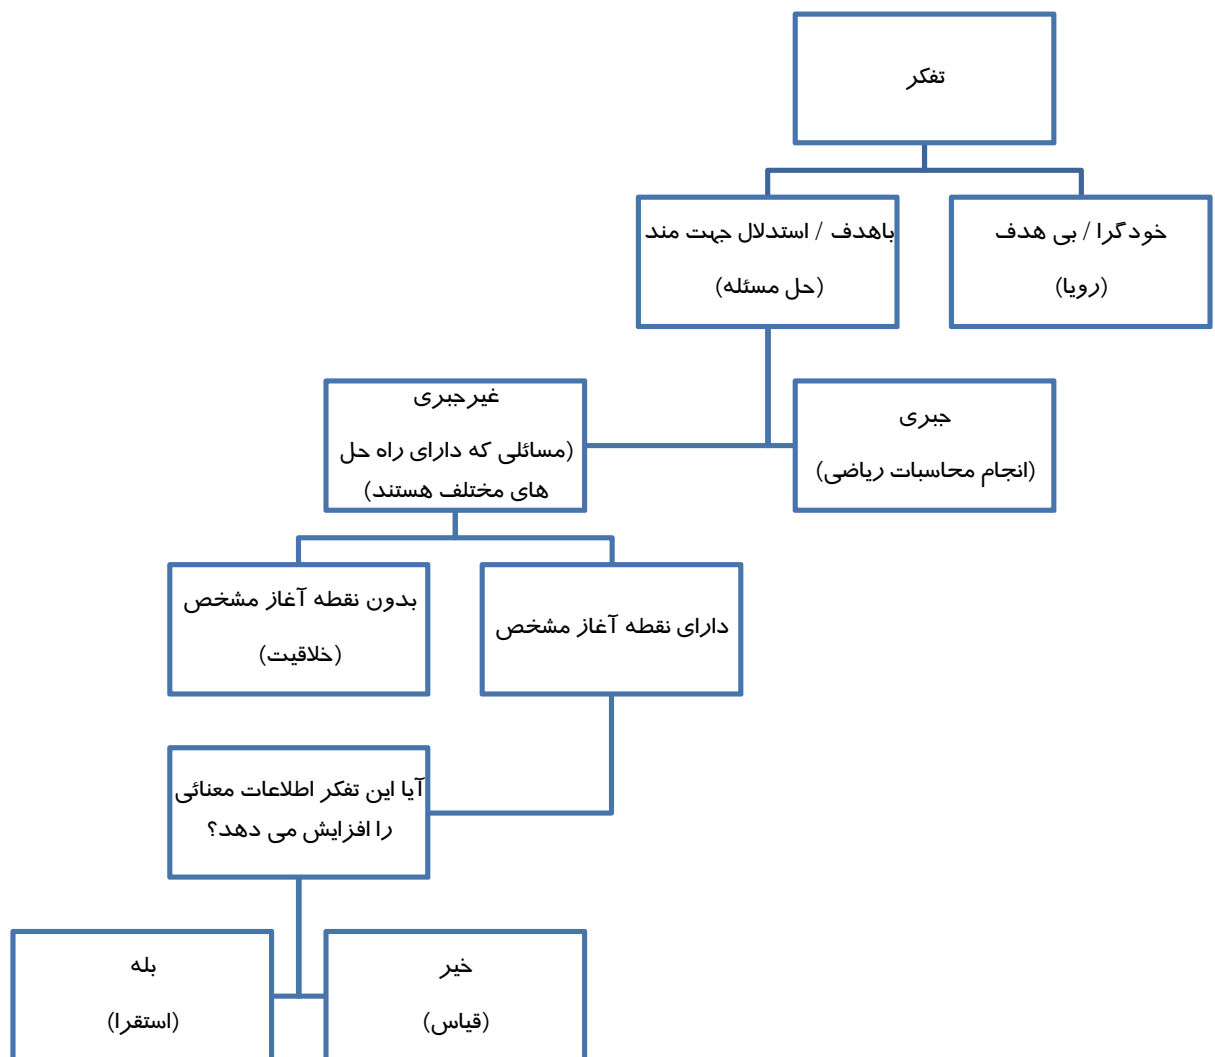 تفکر
خودگرا / بی هدف
(رویا)
باهدف / استدلال جهت مند
(حل مسئله)
جبری
(انجام محاسبات ریاضی)
غیرجبری
(مسائلی که دارای راه حل
های مختلف هستند)
دارای نقطه آغاز مشخص
بدون نقطه آغاز مشخص
(خلاقیت)
آیا این تفکر اطلاعات معنائی
را افزایش می دهد؟
خیر
(قیاس)
بله
(استقرا)